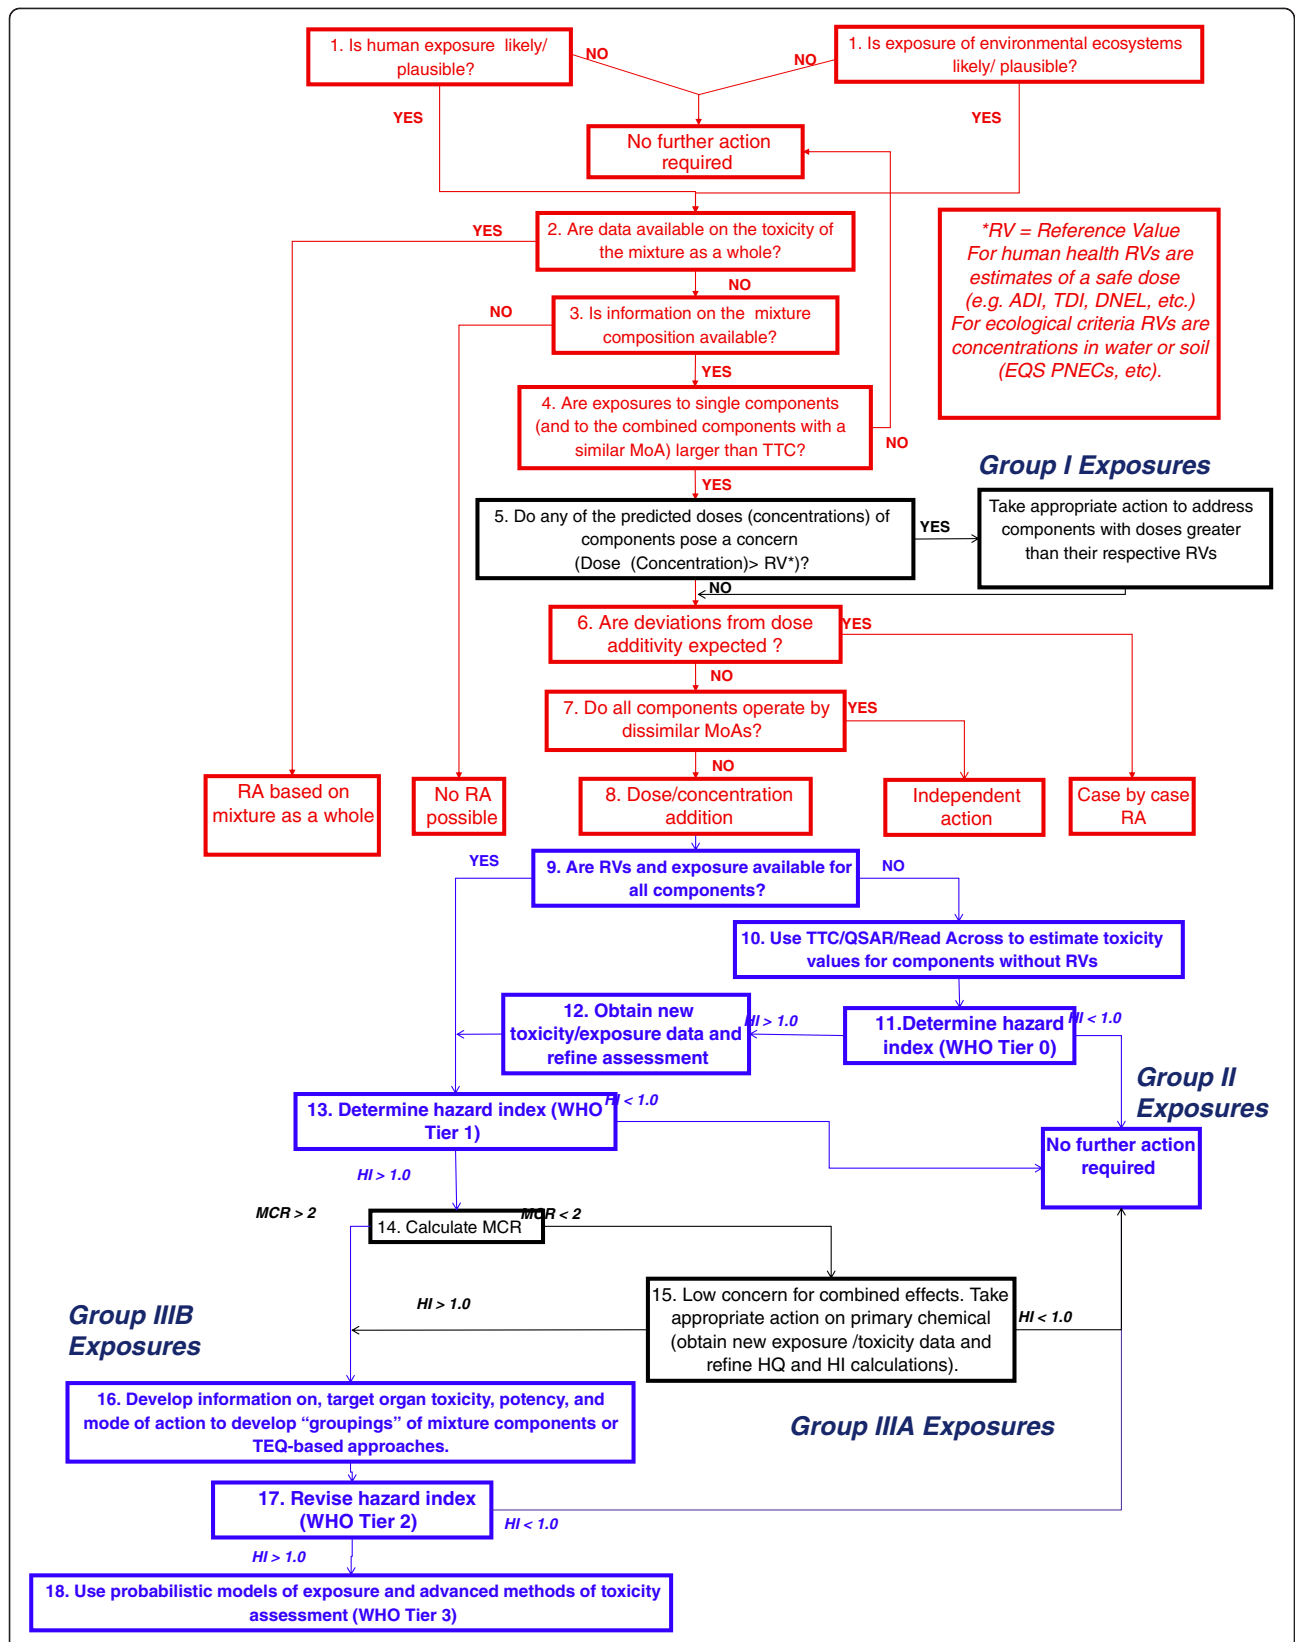 1. Is human exposure likely/
plausible?
NO
NO
1. Is exposure of environmental ecosystems
likely/ plausible?
YES
YES
No further action
required
2. Are data available on the toxicity of
the mixture as a whole?
YES
NO
*RV = Reference Value
For human health RVs are
estimates of a safe dose
(e.g. ADI, TDI, DNEL, etc.)
For ecological criteria RVs are
concentrations in water or soil
(EQS PNECs, etc).
3. Is information on the mixture
composition available?
NO
YES
4. Are exposures to single components
(and to the combined components with a
similar MoA) larger than TTC?
NO
YES
Group I Exposures
5. Do any of the predicted doses (concentrations) of
components pose a concern
(Dose (Concentration)> RV*)?
YES
Take appropriate action to address
components with doses greater
than their respective RVs
NO
6. Are deviations from dose
additivity expected ?
YES
NO
7. Do all components operate by
dissimilar MoAs?
YES
NO
RA based on
mixture as a whole
No RA
possible
8. Dose/concentration
addition
Independent
action
Case by case
RA
YES
9. Are RVs and exposure available for
all components?
NO
10. Use TTC/QSAR/Read Across to estimate toxicity
values for components without RVs
12. Obtain new
toxicity/exposure data and
refine assessment
HI > 1.0
11.Determine hazard
index (WHO Tier 0)
HI < 1.0
Group II
Exposures
13. Determine hazard index (WHO
Tier 1)
HI < 1.0
No further action
required
HI > 1.0
MCR > 2
14. Calculate MCR
MCR < 2
15. Low concern for combined effects. Take
appropriate action on primary chemical
(obtain new exposure /toxicity data and
refine HQ and HI calculations).
HI > 1.0
HI < 1.0
Group IIIB
Exposures
16. Develop information on, target organ toxicity, potency, and
mode of action to develop “groupings” of mixture components or
TEQ-based approaches.
Group IIIA Exposures
17. Revise hazard index
(WHO Tier 2)
HI < 1.0
HI > 1.0
18. Use probabilistic models of exposure and advanced methods of toxicity
assessment (WHO Tier 3)